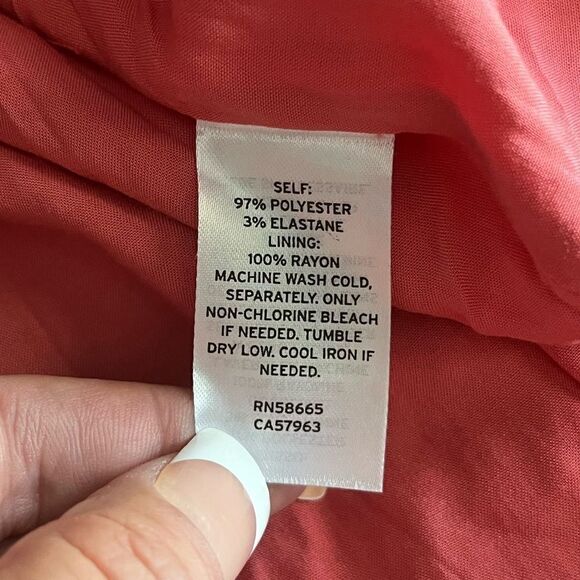 SELF:
97% POLYESTER
3% ELASTANE
LINING:
100% RAYON
MACHINE WASH COLD,
SEPARATELY. ONLY
NON-CHLORINE BLEACH
IF NEEDED. TUMBLE
DRY LOW. COOL IRON IF
NEEDED.
RN58665
CA57963